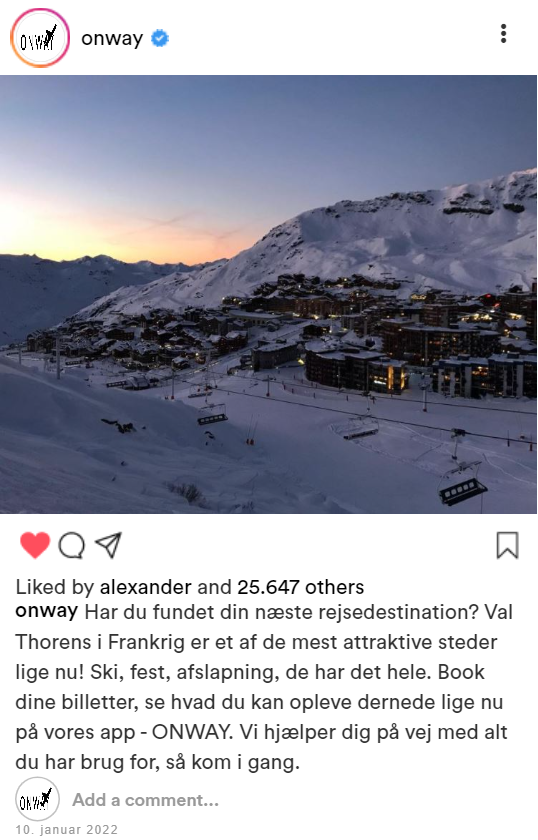 ONWAY
onway
Liked by alexander and 25.647 others
onway Har du fundet din næste rejsedestination? Val
Thorens i Frankrig er et af de mest attraktive steder
lige nu! Ski, fest, afslapning, de har det hele. Book
dine billetter, se hvad du kan opleve dernede lige nu
på vores app - ONWAY. Vi hjælper dig på vej med alt
du har brug for, så kom i gang.
ONWAY
Add a comment...
10. januar 2022